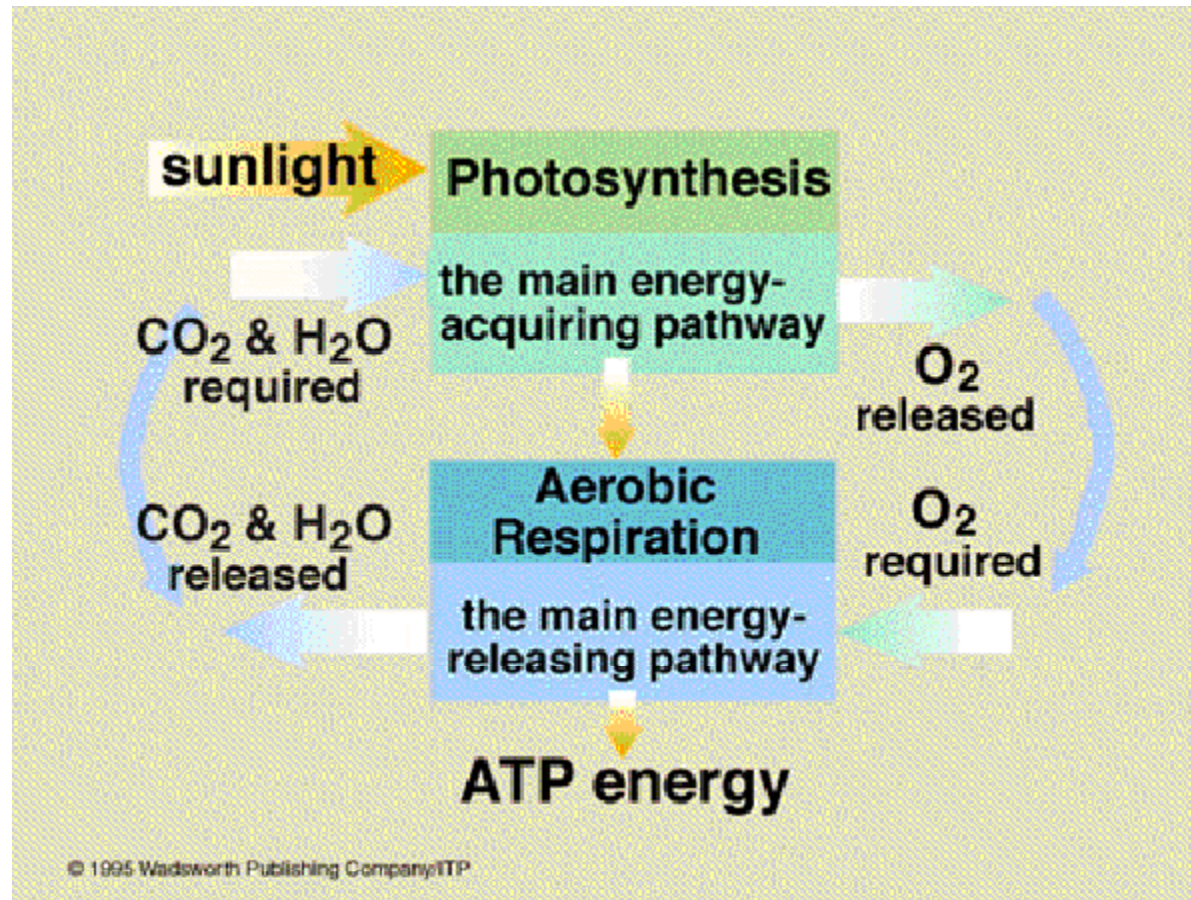 sunlight
Photosynthesis
the main energy-
acquiring pathway
CO₂ & H₂O
required
O₂
released
Aerobic
Respiration
the main energy-
releasing pathway
CO₂ & H₂O
released
O₂
required
ATP energy
© 1995 Wadsworth Publishing Company/ITP